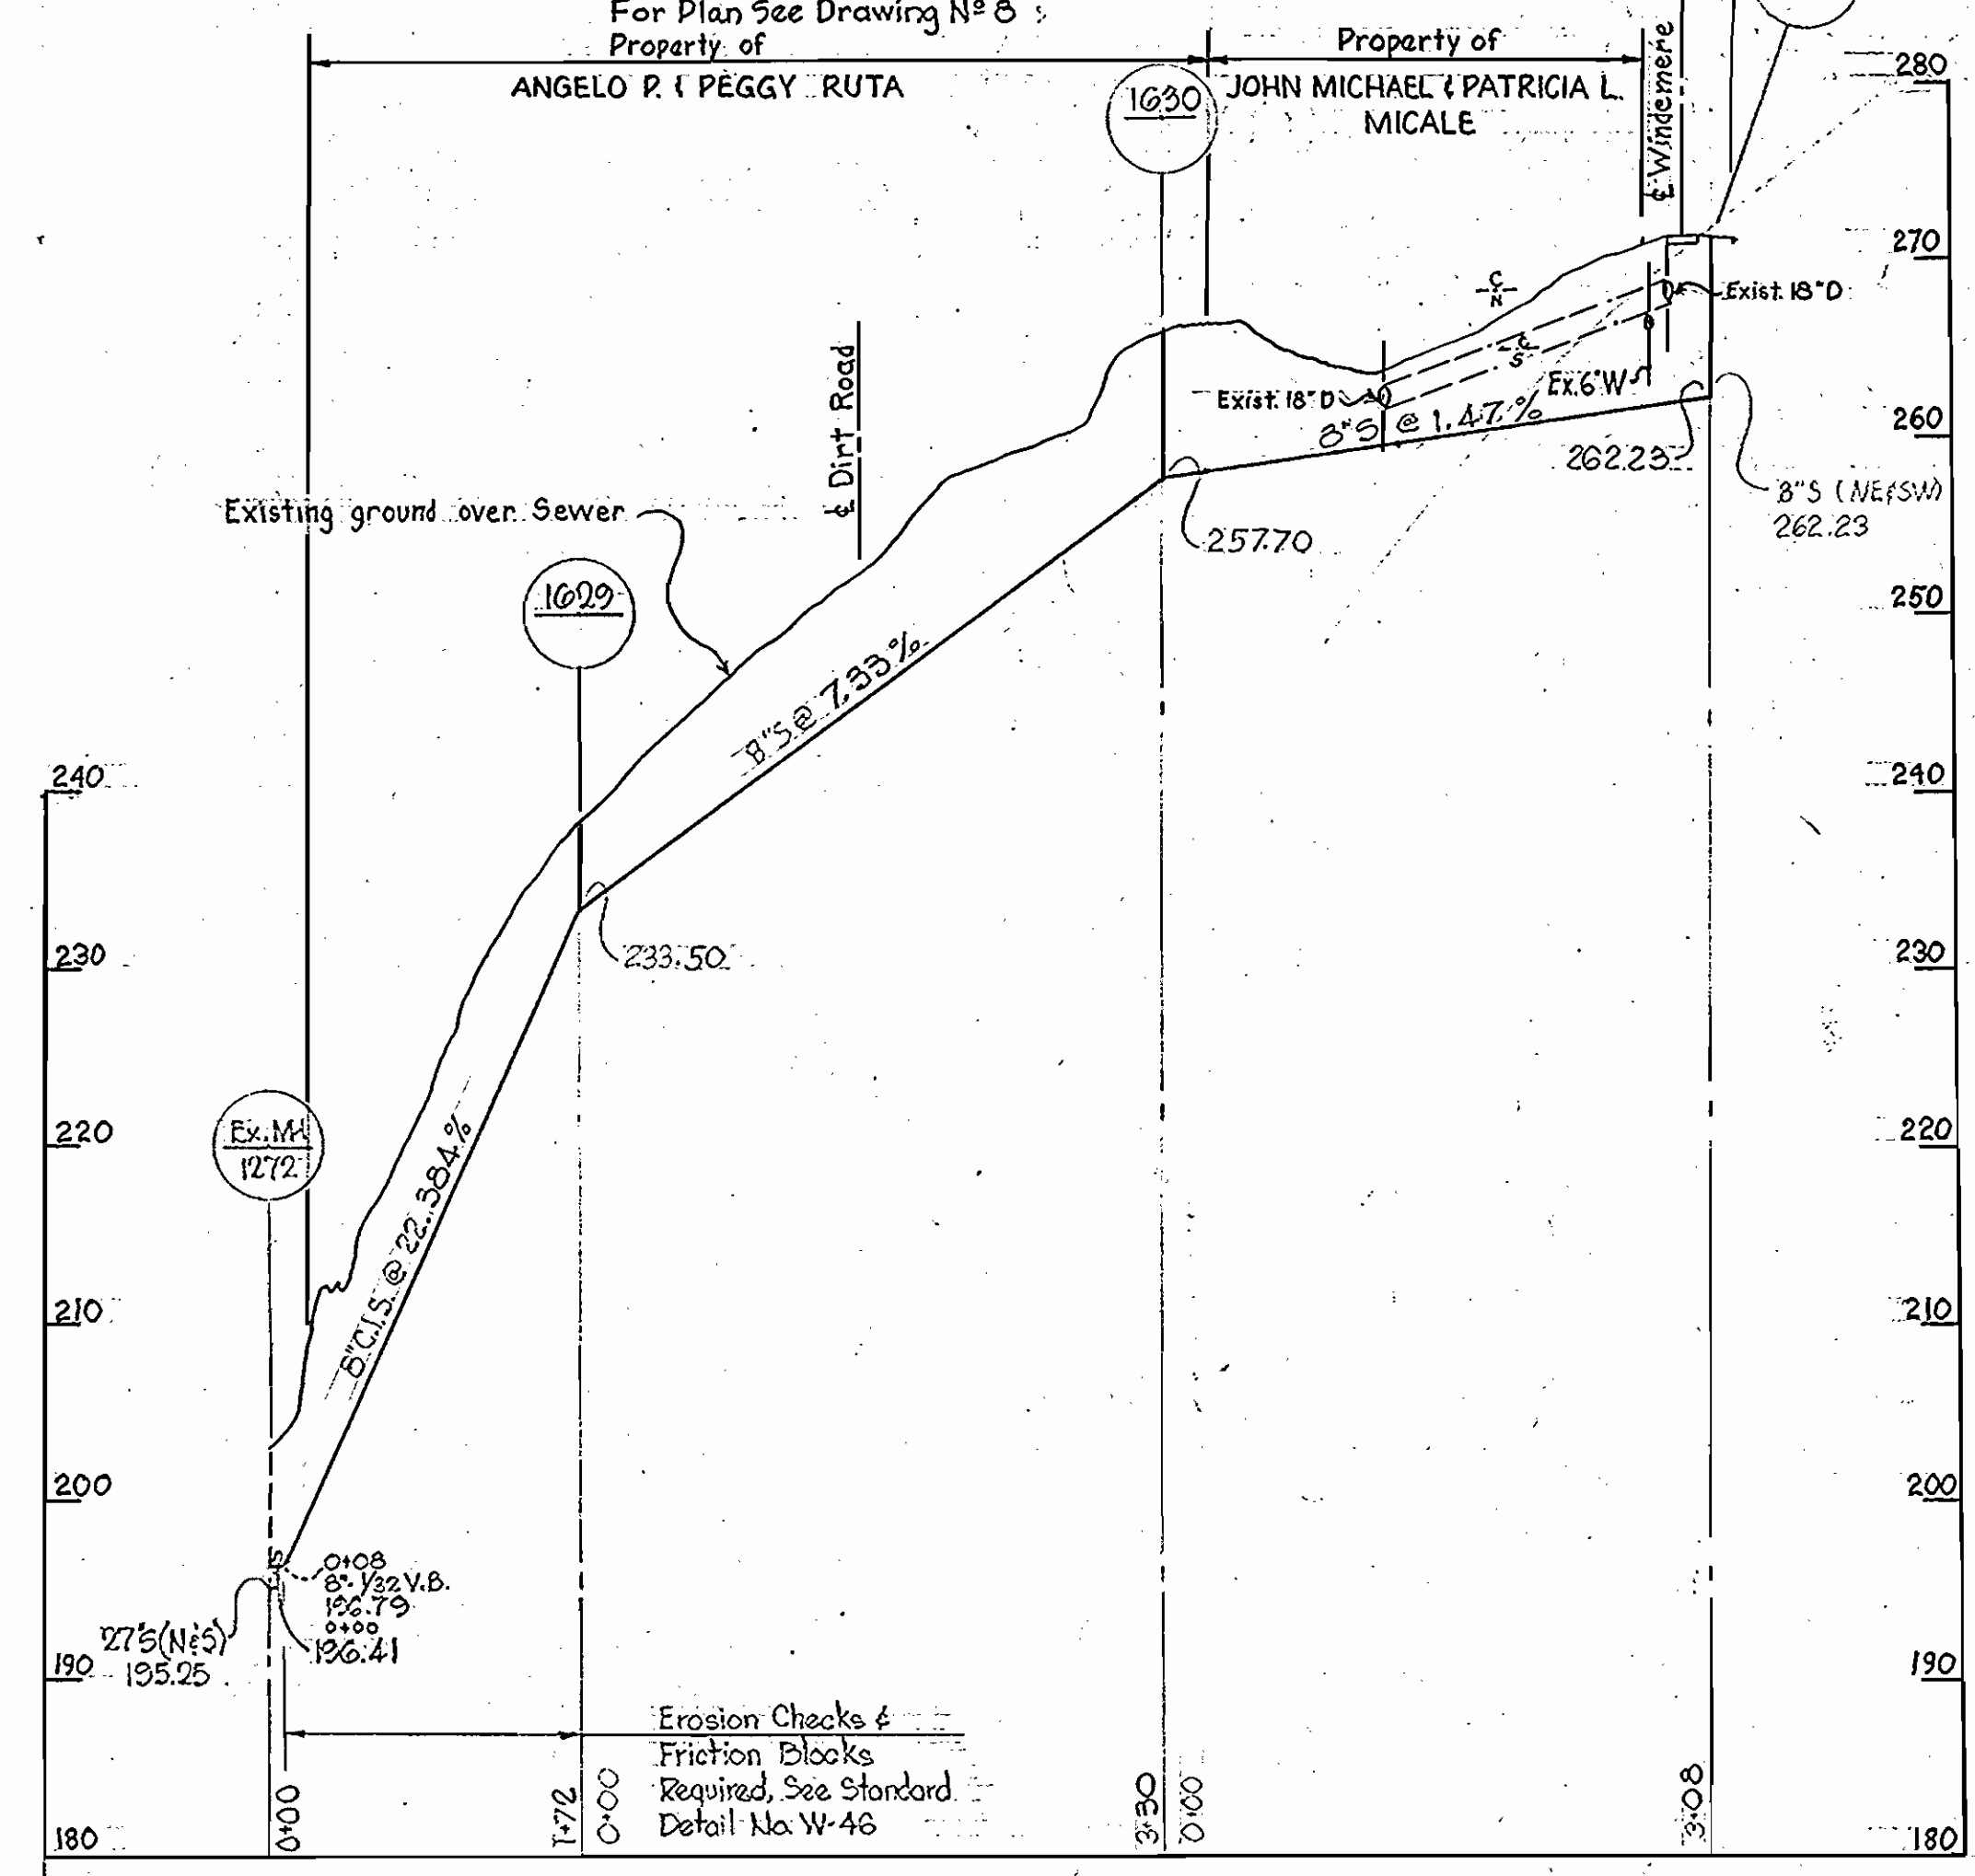 For Plan See Drawing Nº 8
Property of
ANGELO P. & PEGGY RUTA
Property of
JOHN MICHAEL & PATRICIA L.
MICALE
℄ Windemere
1630
280
270
260
250
240
230
220
210
200
190
180
C/N
Exist. 18"D
C/S
Exist. 18"D
Ex. 6"W
8"S @ 1.47 %
262.23
8"S (NE&SW)
262.23
257.70
℄ Dirt Road
Existing ground over Sewer
1629
8"S @ 7.33 %
233.50
240
230
220
210
200
190
180
Ex. MH
1272
8" C.I.S. @ 22.384 %
0+08
8"-1/32 V.B.
196.79
0+00
196.41
27"S (N&S)
195.25
Erosion Checks &
Friction Blocks
Required, See Standard
Detail No. W-46
0+00
1+72
0+00
3+30
0+00
3+08